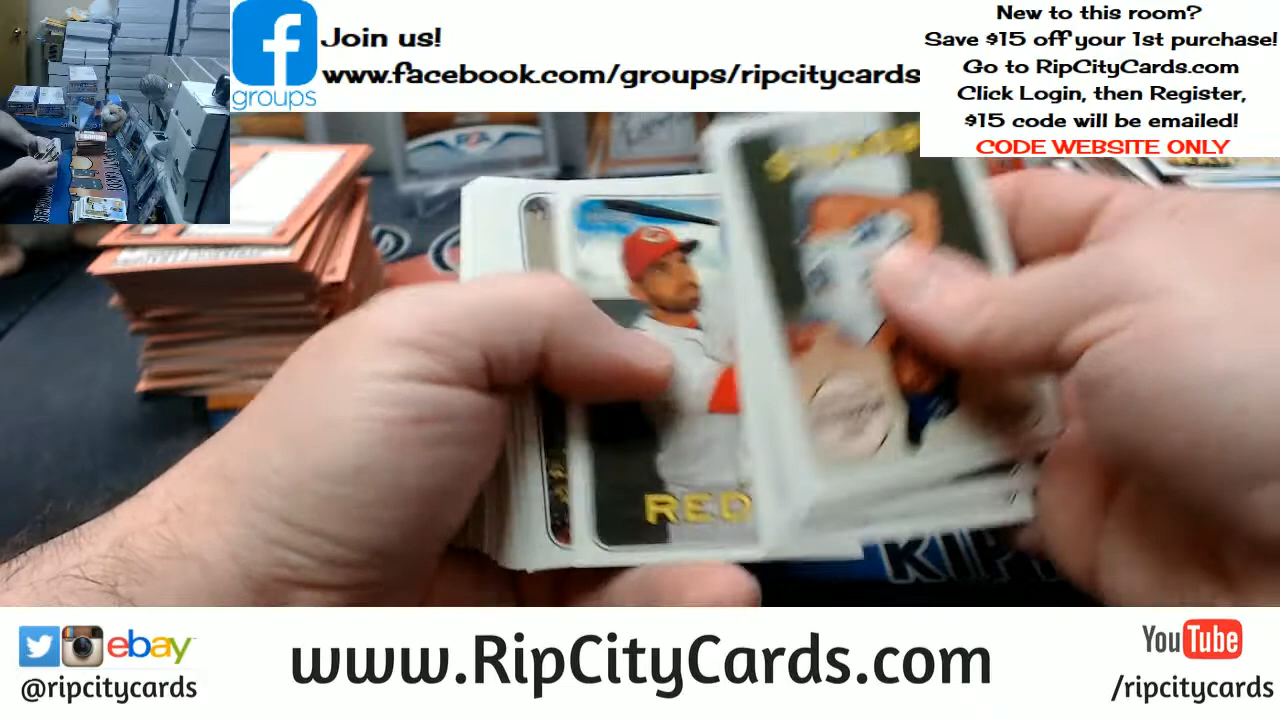 Join us!
www.facebook.com/groups/ripcitycards
f
groups
New to this room?
Save $15 off your 1st purchase!
Go to RipCityCards.com
Click Login, then Register,
$15 code will be emailed!
CODE WEBSITE ONLY
RED
RIP
ebay
@ripcitycards
www.RipCityCards.com
YouTube
/ripcitycards